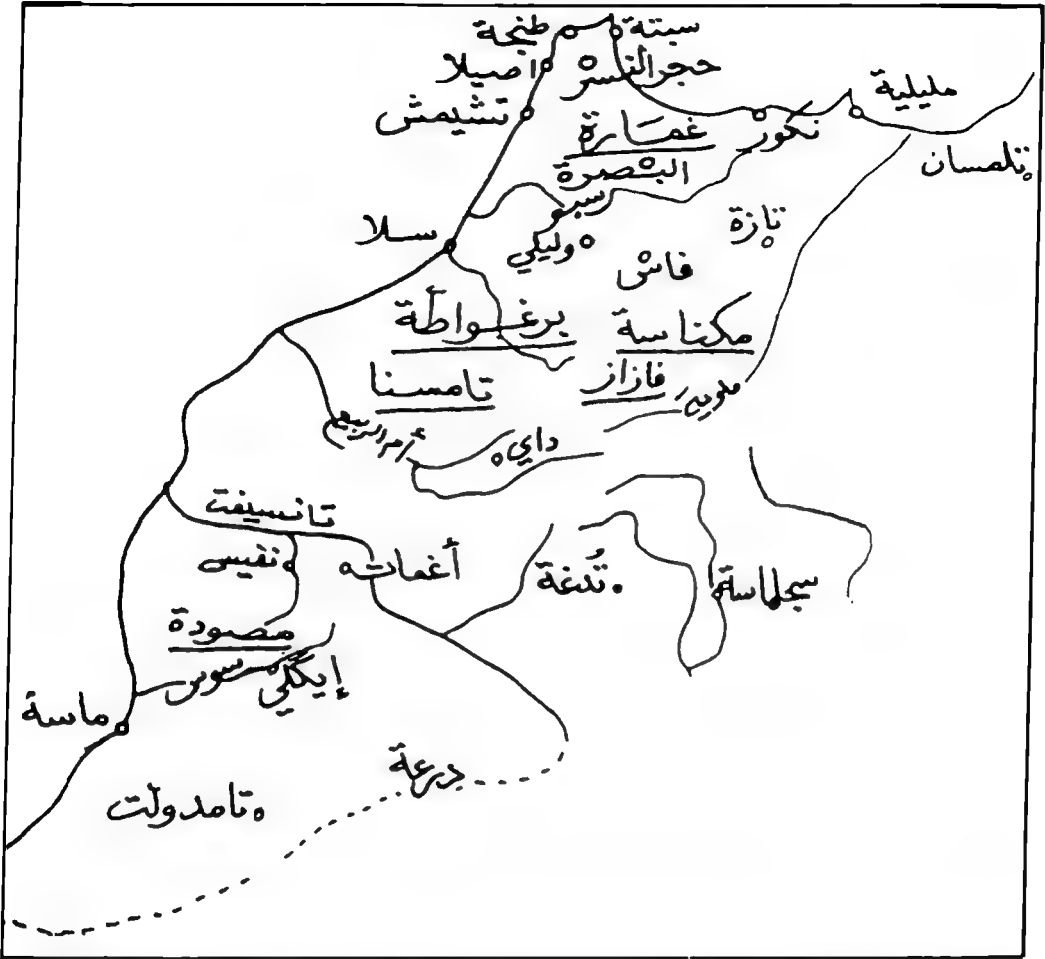 سبتة
طنجة
حجر النسر
اصيلا
مليلية
تشيمش
نكور
غمارة
تلمسان
البصرة
سبو
تازة
سلا
وليلي
فاس
برغواطة
مكناسة
فازاز
تامسنا
ملوية
أم الربيع
داي
تانسيفت
نفيس
أغمات
تُدغة
سجلماسة
مصمودة
إيكلي
سوس
ماسة
درعة
تامدولت